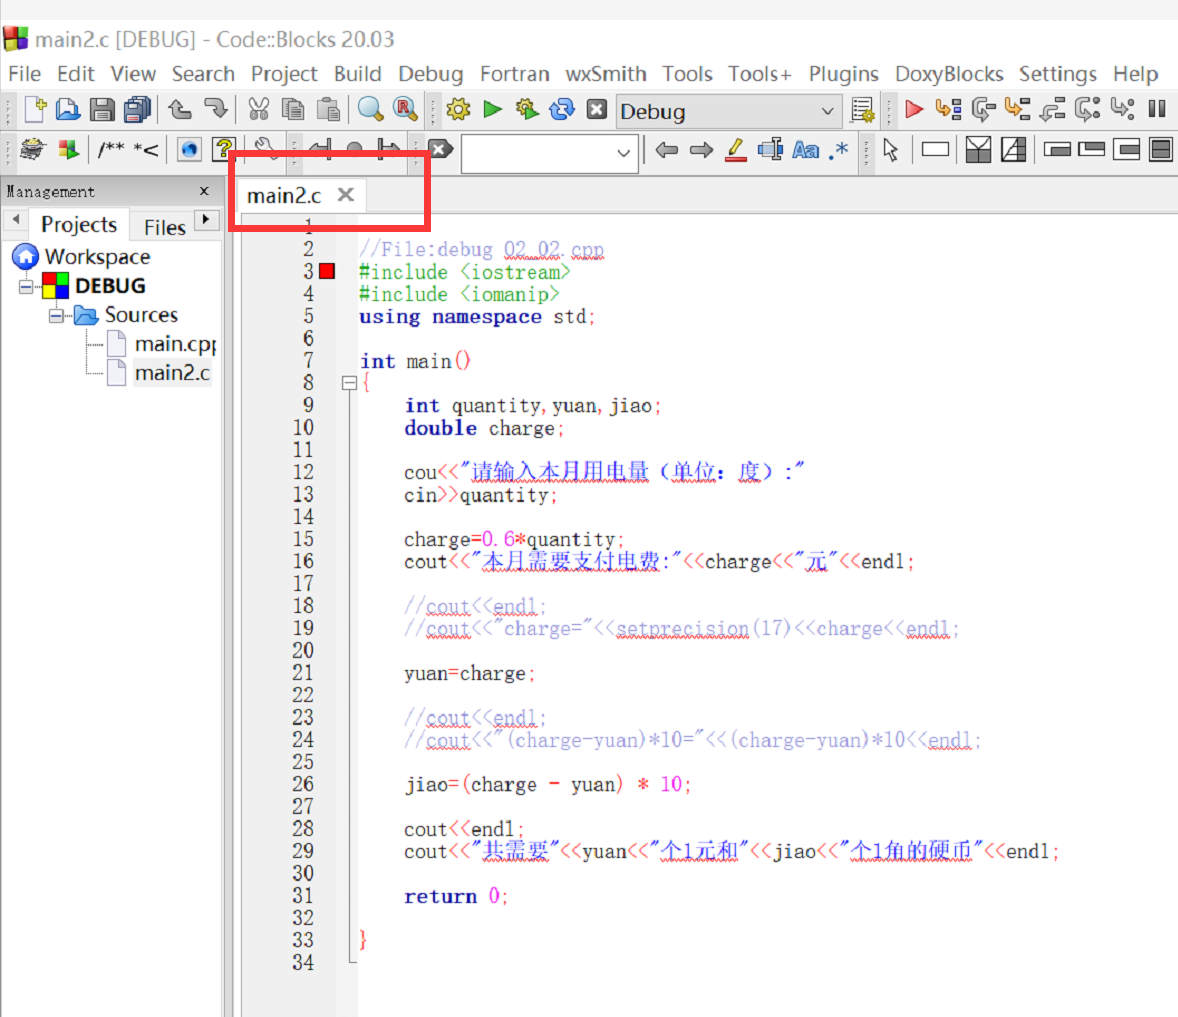 main2.c [DEBUG] - Code::Blocks 20.03
File Edit View Search Project Build Debug Fortran wxSmith Tools Tools+ Plugins DoxyBlocks Settings Help
Debug
/** *<
Aa .*
Management x
main2.c
Projects Files
Workspace
DEBUG
Sources
main.cpp
main2.c
1
2 //File:debug_02_02.cpp
3 #include <iostream>
4 #include <iomanip>
5 using namespace std;
6
7 int main()
8 {
9 int quantity,yuan,jiao;
10 double charge;
11
12 cou<<"请输入本月用电量（单位：度）:"
13 cin>>quantity;
14
15 charge=0.6*quantity;
16 cout<<"本月需要支付电费:"<<charge<<"元"<<endl;
17
18 //cout<<endl;
19 //cout<<"charge="<<setprecision(17)<<charge<<endl;
20
21 yuan=charge;
22
23 //cout<<endl;
24 //cout<<"(charge-yuan)*10="<<(charge-yuan)*10<<endl;
25
26 jiao=(charge - yuan) * 10;
27
28 cout<<endl;
29 cout<<"共需要"<<yuan<<"个1元和"<<jiao<<"个1角的硬币"<<endl;
30
31 return 0;
32
33 }
34